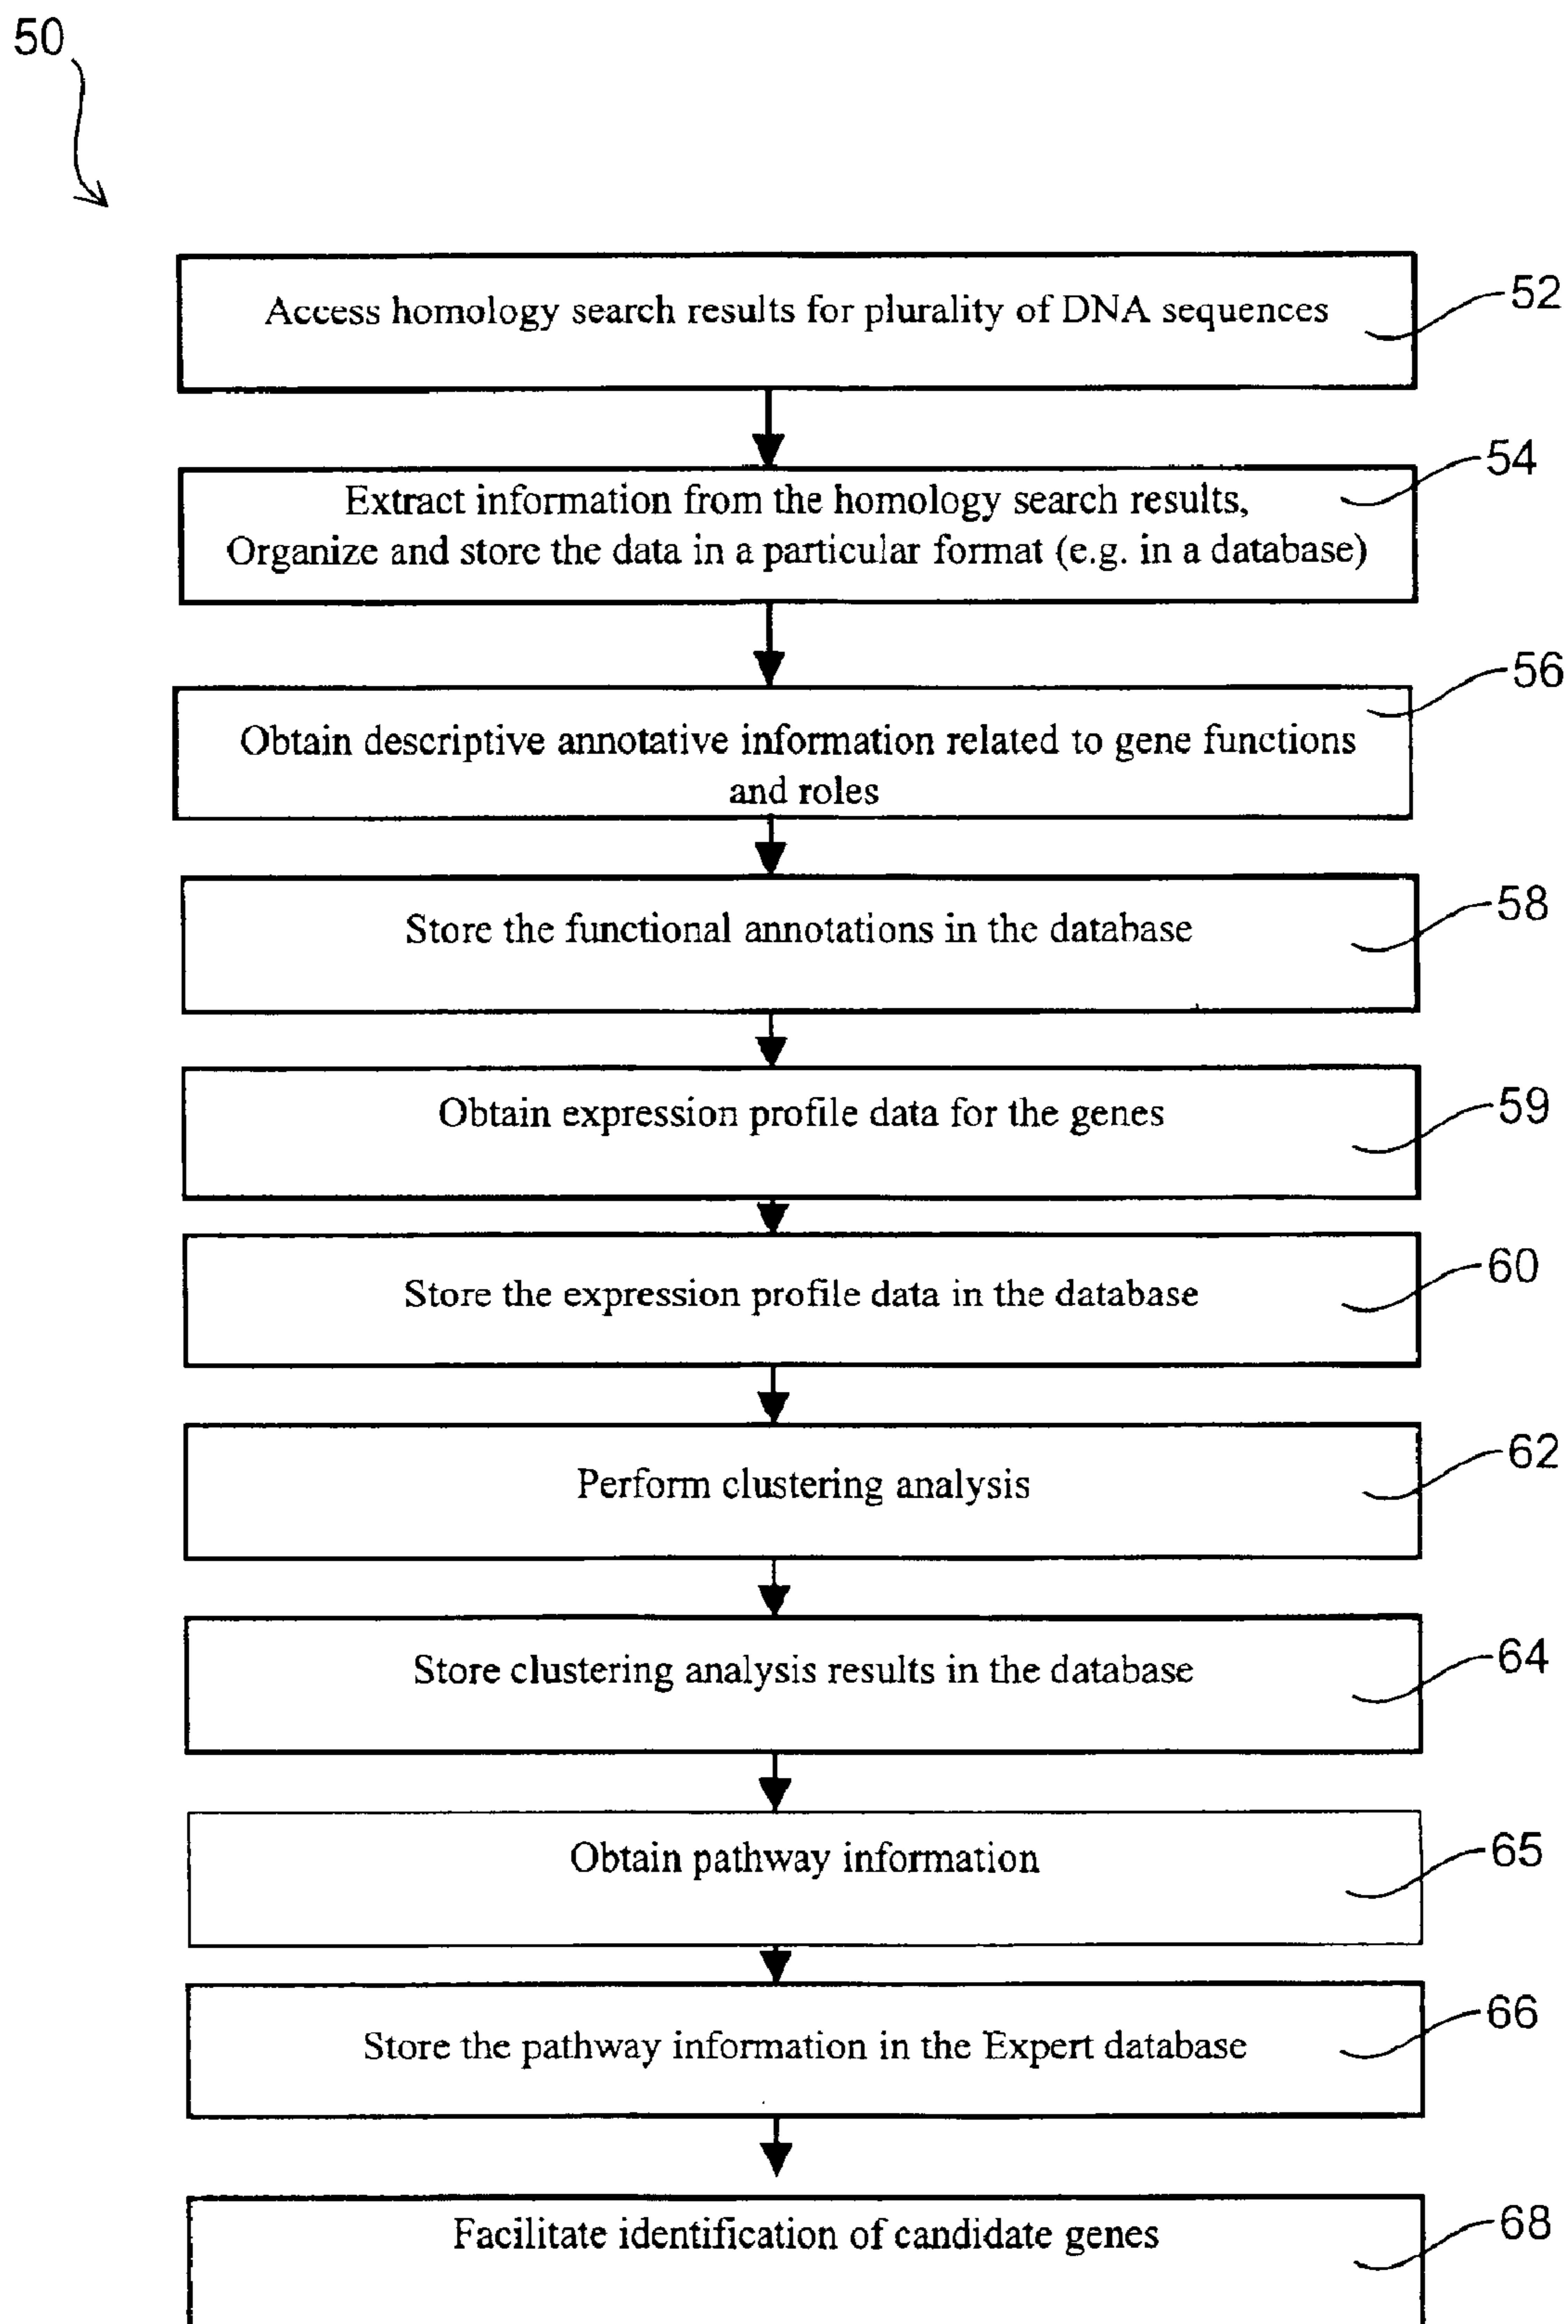 50
Access homology search results for plurality of DNA sequences
52
Extract information from the homology search results,
54
Organize and store the data in a particular format (e.g. in a database)
56
Obtain descriptive annotative information related to gene functions
and roles
Store the functional annotations in the database
58
Obtain expression profile data for the genes
59
Store the expression profile data in the database
60
Perform clustering analysis
62
Store clustering analysis results in the database
64
Obtain pathway information
65
Store the pathway information in the Expert database
66
Facilitate identification of candidate genes
68